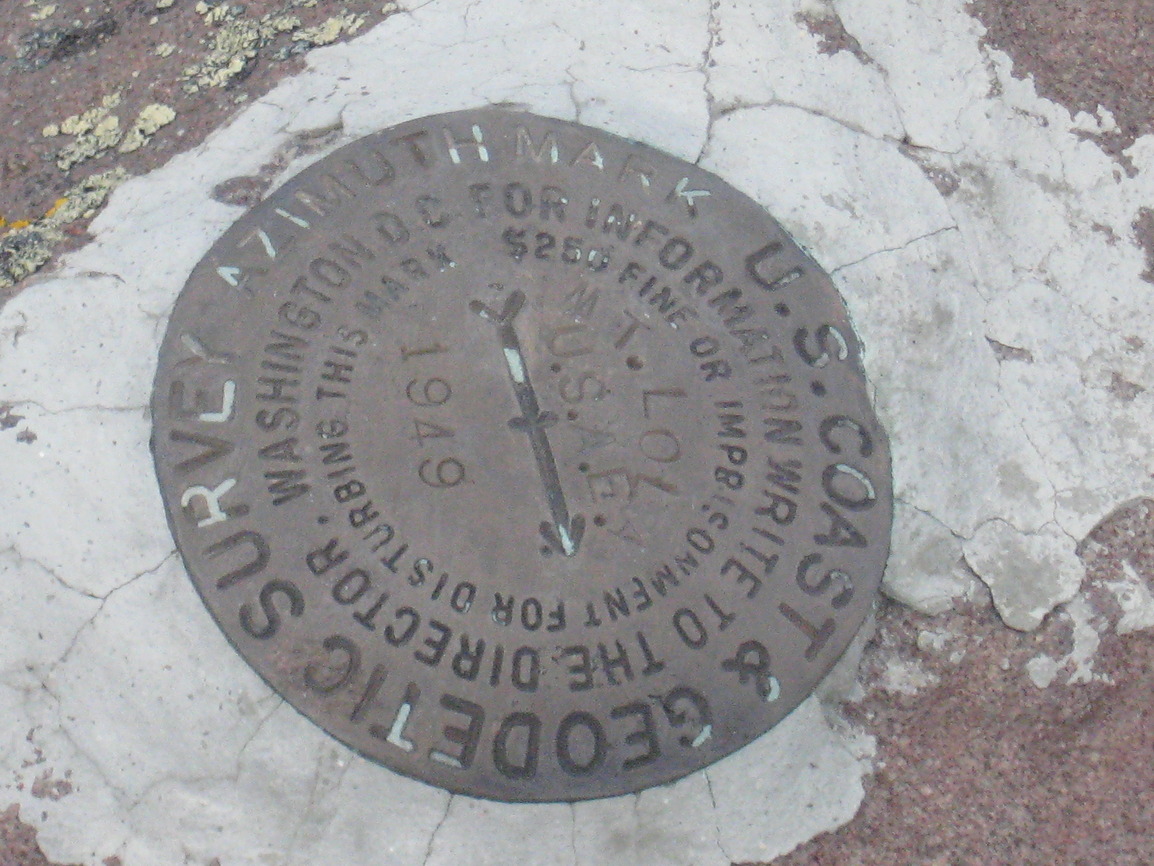 U.S. COAST & GEODETIC SURVEY AZIMUTH MARK
FOR INFORMATION WRITE TO THE DIRECTOR. WASHINGTON D.C.
$250 FINE OR IMPRISONMENT FOR DISTURBING THIS MARK
MT.
U.S.A.E.
1949